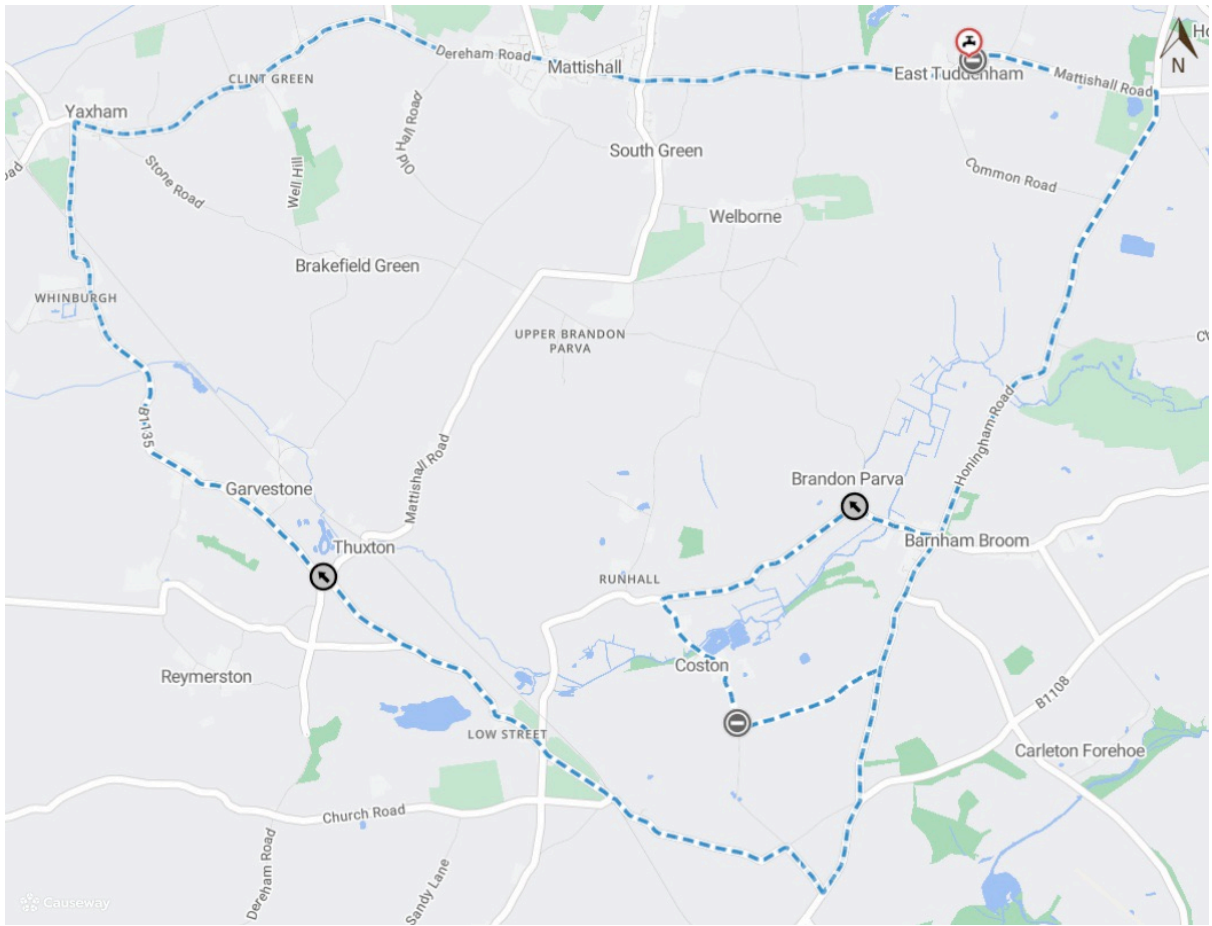 Ho
N
Dereham Road
Mattishall
CLINT GREEN
East Tuddenham
Mattishall Road
Yaxham
Old Hall Road
South Green
Stone Road
Well Hill
Common Road
oad
Welborne
Brakefield Green
WHINBURGH
UPPER BRANDON
PARVA
B1135
Mattishall Road
Honingham Road
Garvestone
Brandon Parva
Thuxton
Barnham Broom
RUNHALL
Reymerston
Coston
B1108
LOW STREET
Carleton Forehoe
Church Road
Dereham Road
Sandy Lane
Causeway